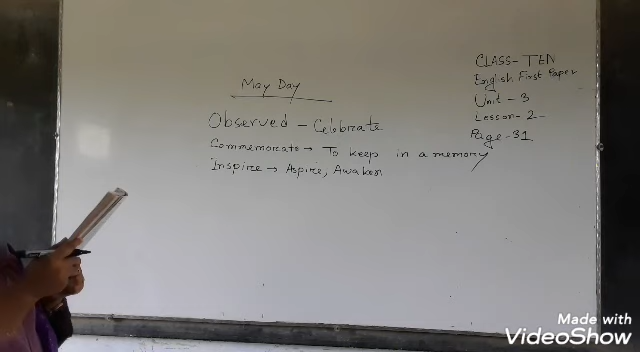 CLASS-TEN
English First Paper
Unit - 3
Lesson - 2 -
Page - 31
May Day
Observed - Celebrate
Commemorate → To keep in a memory
Inspire → Aspire, Awaken
Made with
VideoShow